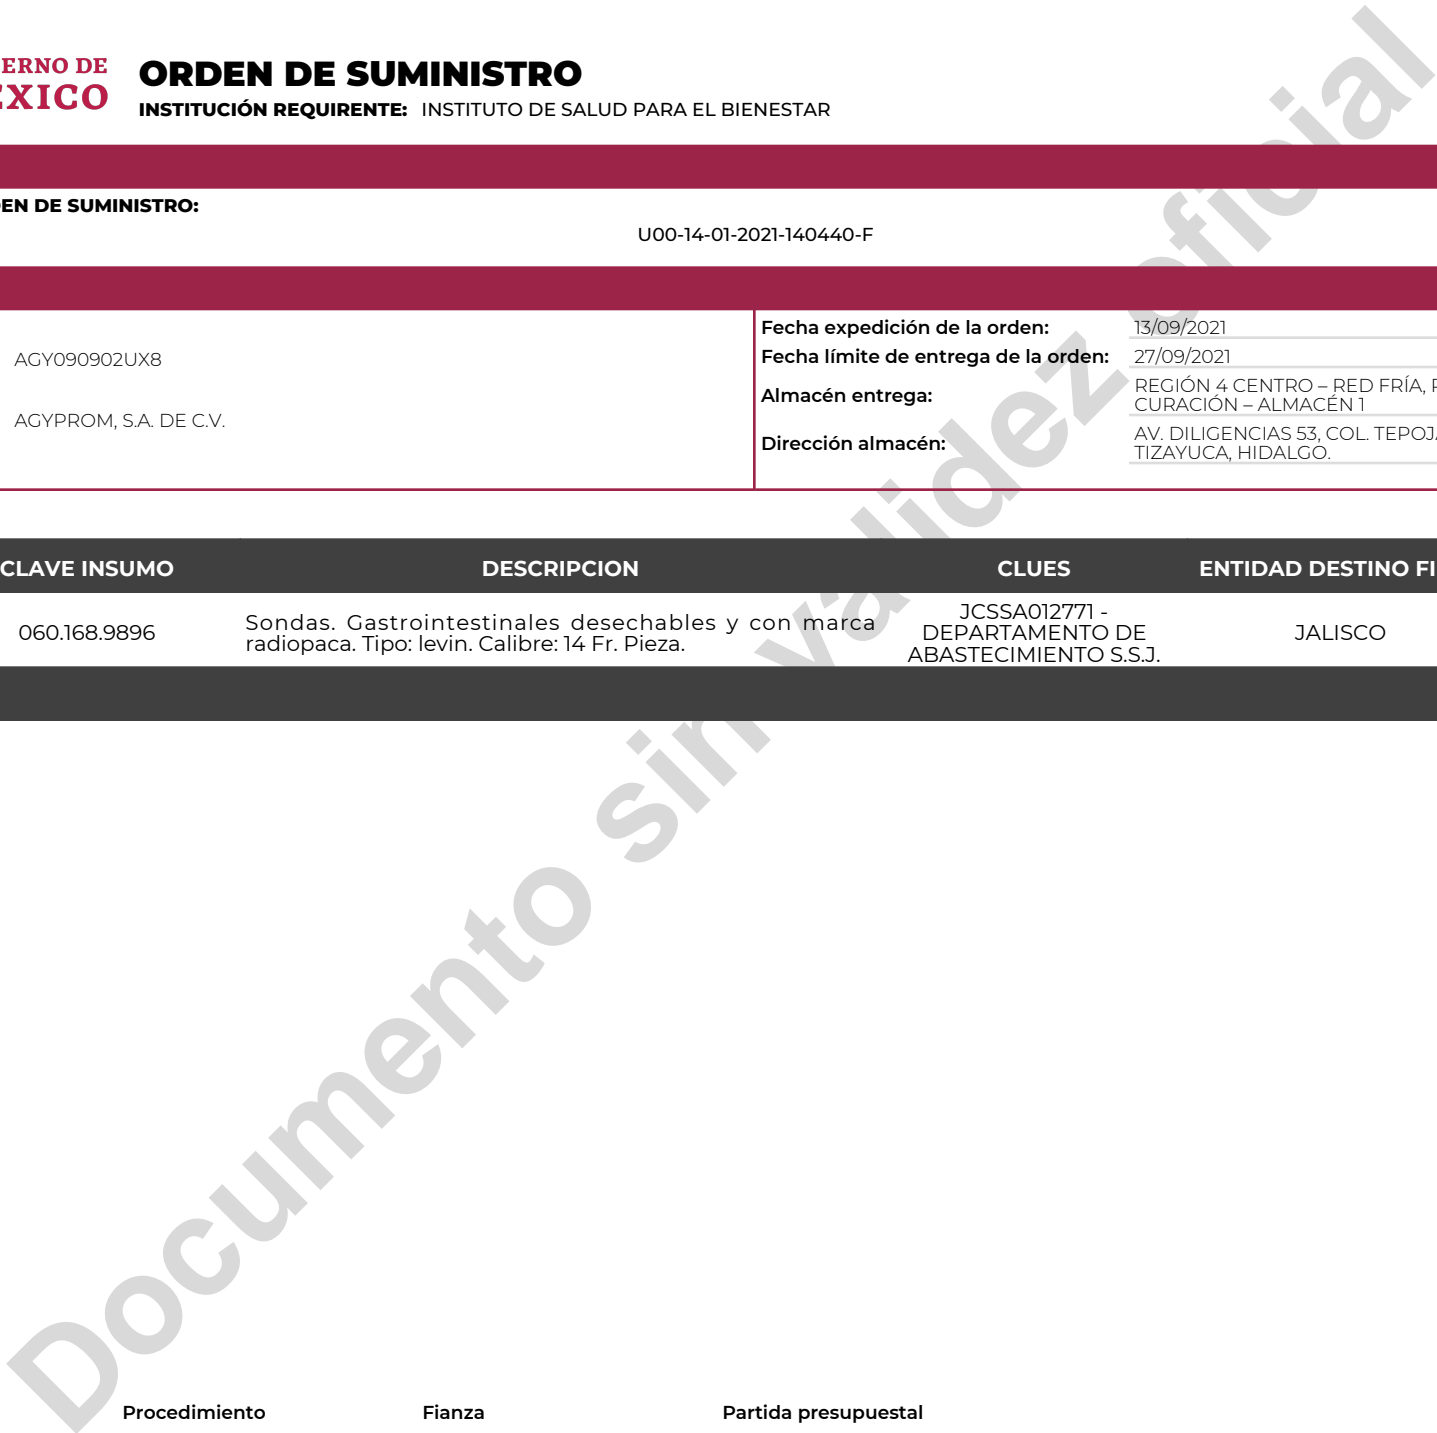 ERNO DE
ÉXICO
ORDEN DE SUMINISTRO
INSTITUCIÓN REQUIRENTE: INSTITUTO DE SALUD PARA EL BIENESTAR
EN DE SUMINISTRO:
U00-14-01-2021-140440-F
AGY090902UX8
AGYPROM, S.A. DE C.V.
Fecha expedición de la orden: 13/09/2021
Fecha límite de entrega de la orden: 27/09/2021
Almacén entrega:
REGIÓN 4 CENTRO – RED FRÍA,
CURACIÓN – ALMACÉN 1
Dirección almacén:
AV. DILIGENCIAS 53, COL. TEPOJ
TIZAYUCA, HIDALGO.
CLAVE INSUMO DESCRIPCION CLUES ENTIDAD DESTINO FI
060.168.9896
Sondas. Gastrointestinales desechables y con marca
radiopaca. Tipo: levin. Calibre: 14 Fr. Pieza.
JCSSA012771 -
DEPARTAMENTO DE
ABASTECIMIENTO S.S.J.
JALISCO
Documento sin validez oficial
Procedimiento Fianza Partida presupuestal